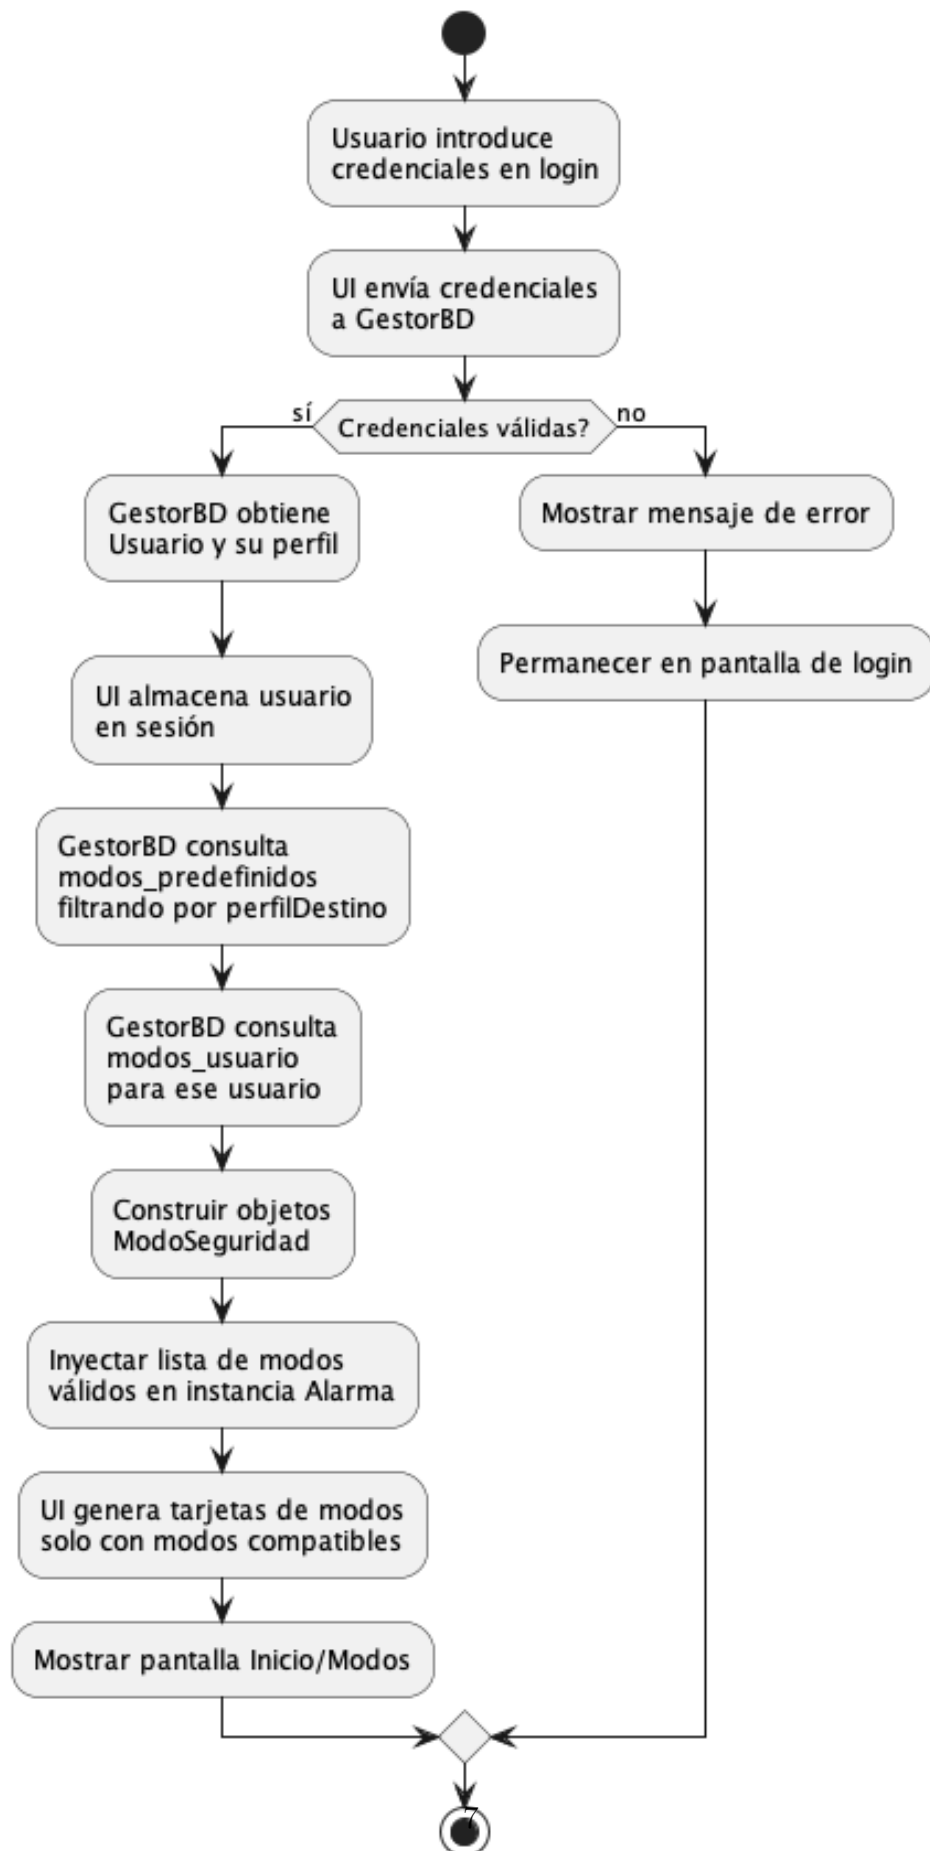 Usuario introduce
credenciales en login
UI envía credenciales
a GestorBD
sí
Credenciales válidas?
no
GestorBD obtiene
Usuario y su perfil
Mostrar mensaje de error
Permanecer en pantalla de login
UI almacena usuario
en sesión
GestorBD consulta
modos_predefinidos
filtrando por perfilDestino
GestorBD consulta
modos_usuario
para ese usuario
Construir objetos
ModoSeguridad
Inyectar lista de modos
válidos en instancia Alarma
UI genera tarjetas de modos
solo con modos compatibles
Mostrar pantalla Inicio/Modos
7